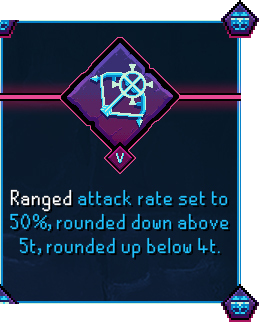 V
Ranged attack rate set to
50%, rounded down above
5t, rounded up below 4t.